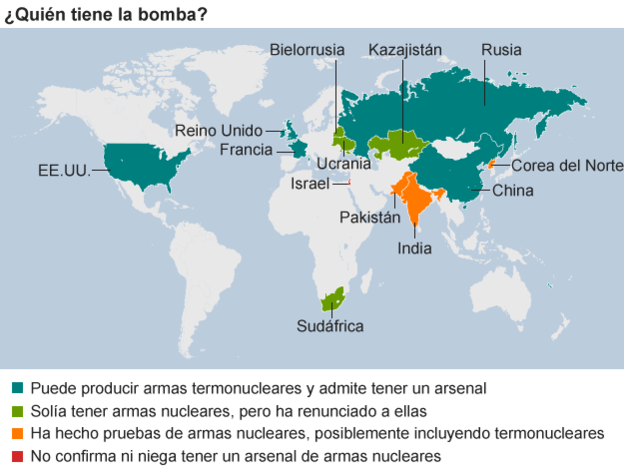 ¿Quién tiene la bomba?
Bielorrusia
Kazajistán
Rusia
Reino Unido
Francia
Ucrania
EE.UU.
Corea del Norte
Israel
China
Pakistán
India
Sudáfrica
Puede producir armas termonucleares y admite tener un arsenal
Solía tener armas nucleares, pero ha renunciado a ellas
Ha hecho pruebas de armas nucleares, posiblemente incluyendo termonucleares
No confirma ni niega tener un arsenal de armas nucleares